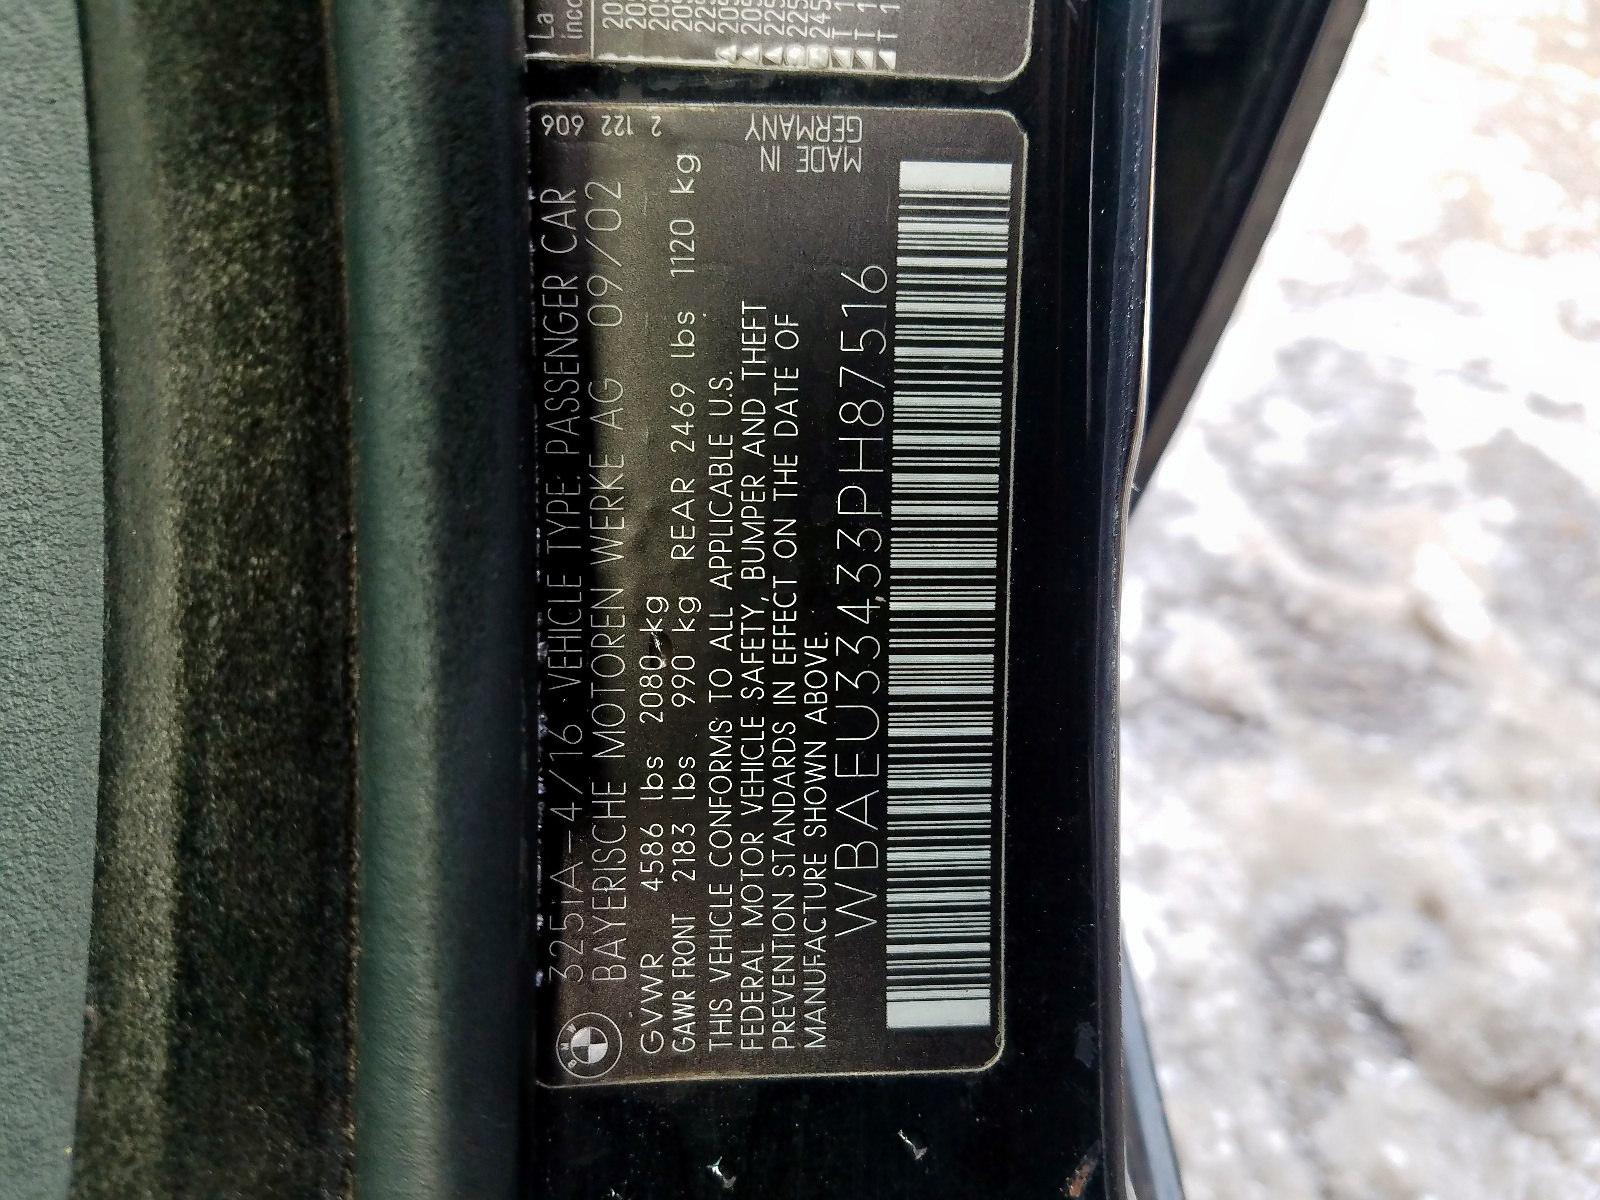 325iA-4/16 VEHICLE TYPE: PASSENGER CAR
BAYERISCHE MOTOREN WERKE AG 09/02
GVWR 4586 lbs 2080 kg
GAWR FRONT 2183 lbs 990 kg REAR 2469 lbs 1120 kg
THIS VEHICLE CONFORMS TO ALL APPLICABLE U.S.
FEDERAL MOTOR VEHICLE SAFETY, BUMPER AND THEFT
PREVENTION STANDARDS IN EFFECT ON THE DATE OF
MANUFACTURE SHOWN ABOVE.
WBAEU33433PH87516
2 122 606
MADE IN
GERMANY
BMW
La